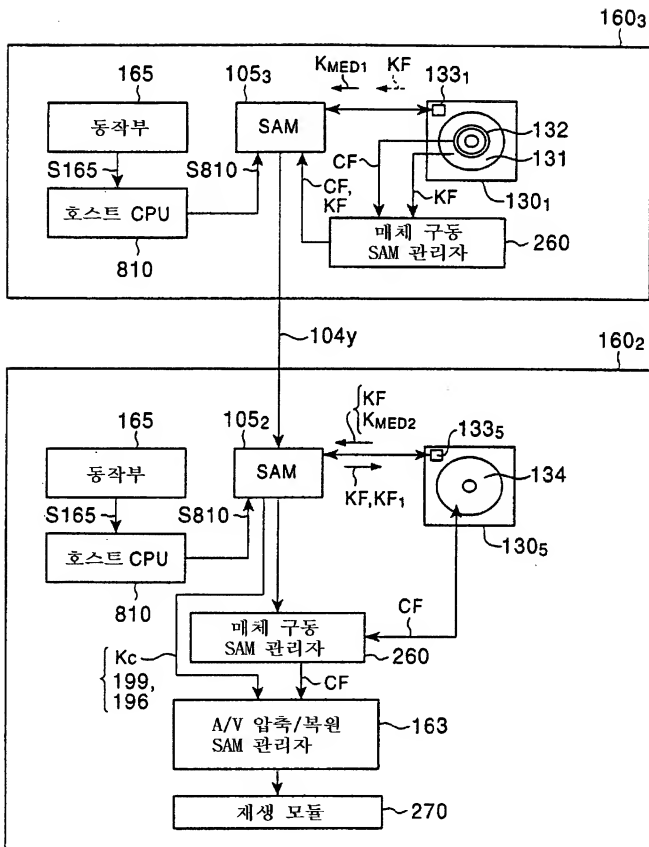 160₃
165
동작부
S165
호스트 CPU
810
105₃
SAM
S810
K_MED1
KF
133₁
132
131
130₁
CF
KF
CF,
KF
매체 구동
SAM 관리자
260
104y
160₂
165
동작부
S165
호스트 CPU
810
105₂
SAM
S810
KF
K_MED2
KF,KF₁
133₅
134
130₅
CF
매체 구동
SAM 관리자
260
Kc
199,
196
CF
A/V 압축/복원
SAM 관리자
163
재생 모듈
270